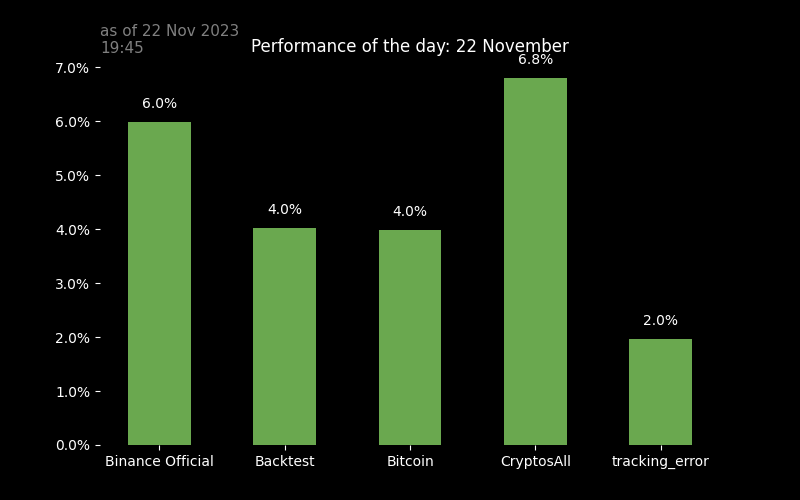 as of 22 Nov 2023
19:45
Performance of the day: 22 November
7.0%
6.0%
5.0%
4.0%
3.0%
2.0%
1.0%
0.0%
6.0%
4.0%
4.0%
6.8%
2.0%
Binance Official
Backtest
Bitcoin
CryptosAll
tracking_error